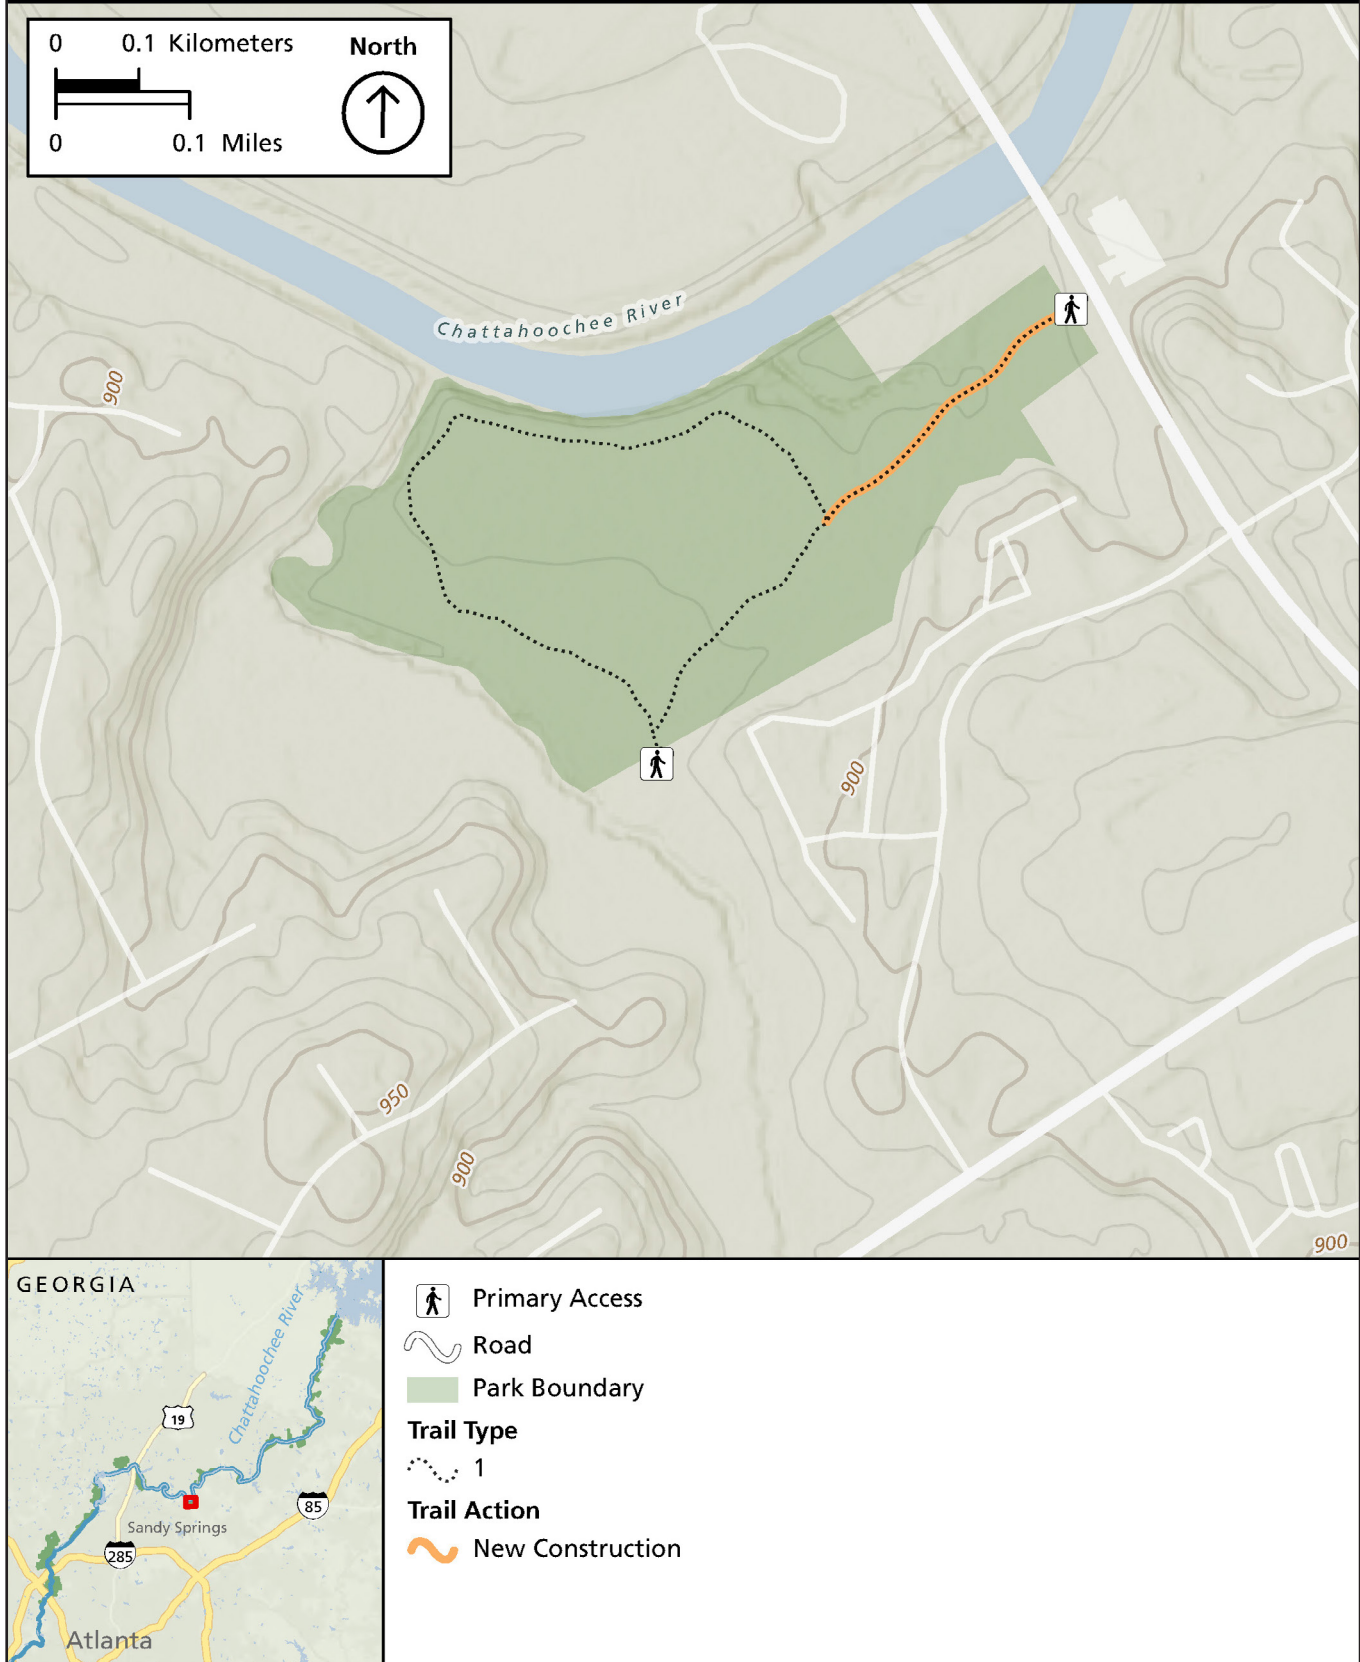 0 0.1 Kilometers
North
0 0.1 Miles
Chattahoochee River
900
900
950
900
900
GEORGIA
Chattahoochee River
19
85
Sandy Springs
285
Atlanta
Primary Access
Road
Park Boundary
Trail Type
1
Trail Action
New Construction